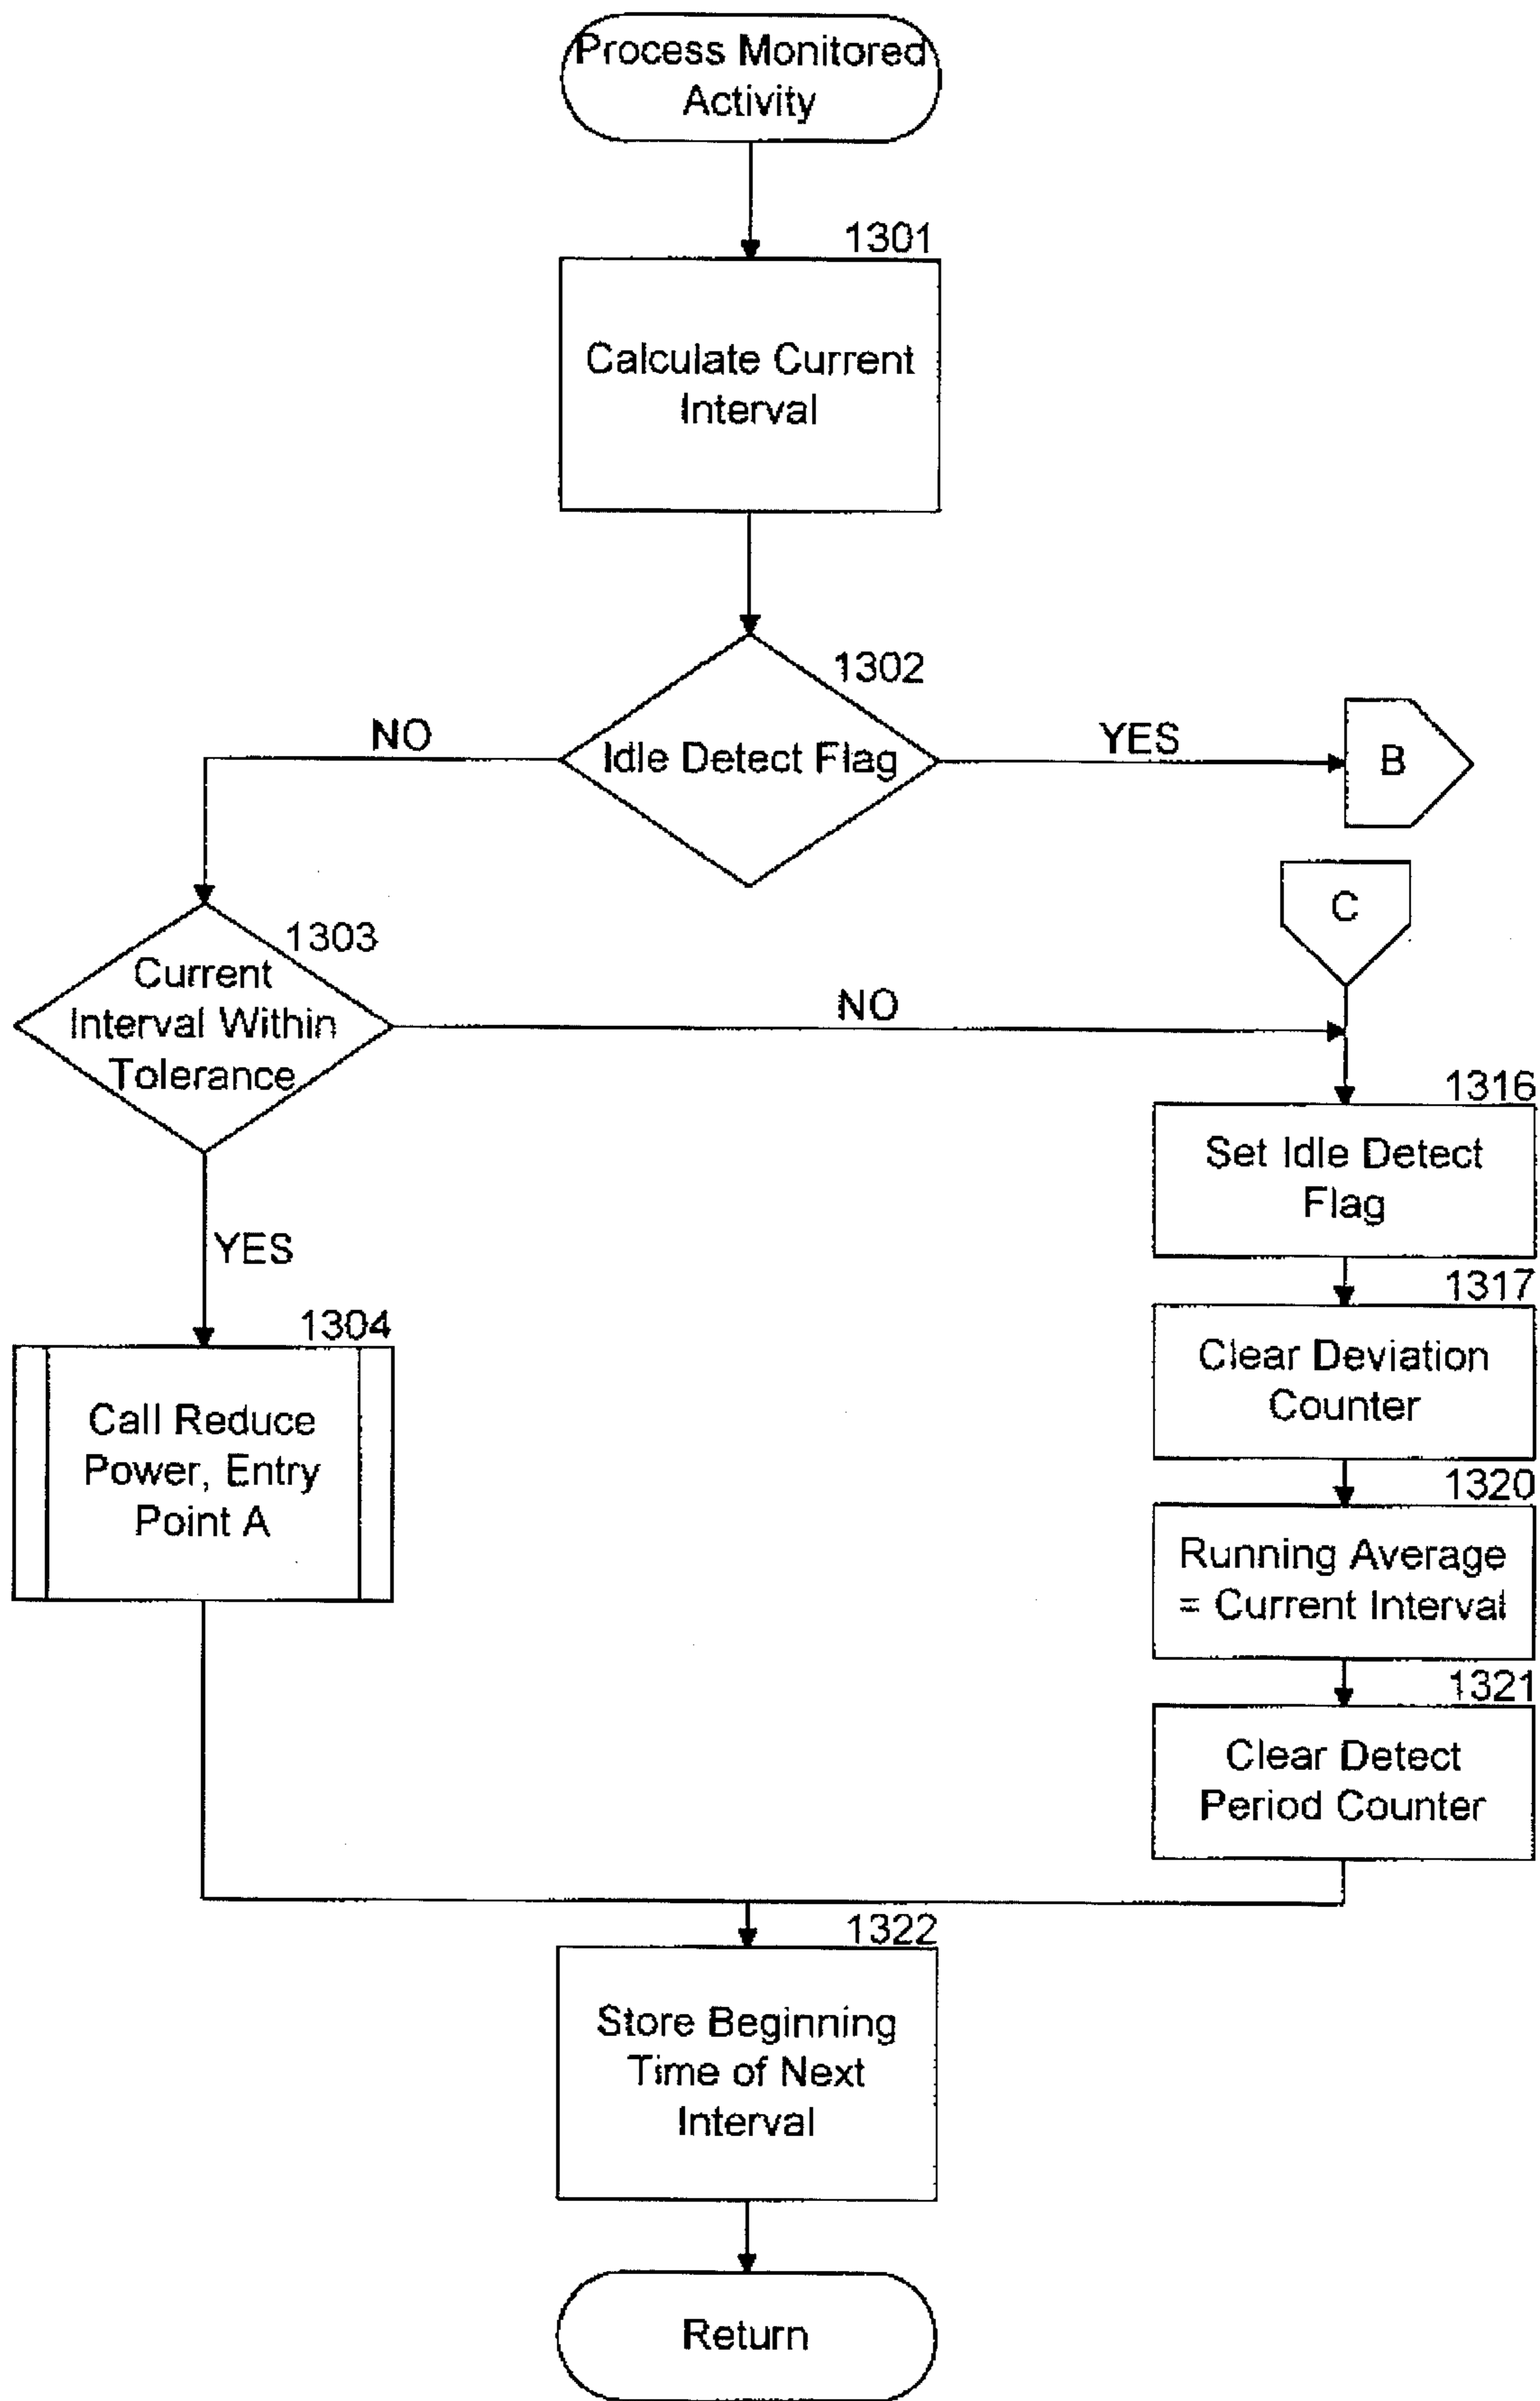 Process Monitored
Activity
1301
Calculate Current
Interval
1302
NO
Idle Detect Flag
YES
B
C
1303
Current
Interval Within
Tolerance
NO
1316
Set Idle Detect
Flag
YES
1317
Clear Deviation
Counter
1304
Call Reduce
Power, Entry
Point A
1320
Running Average
= Current Interval
1321
Clear Detect
Period Counter
1322
Store Beginning
Time of Next
Interval
Return